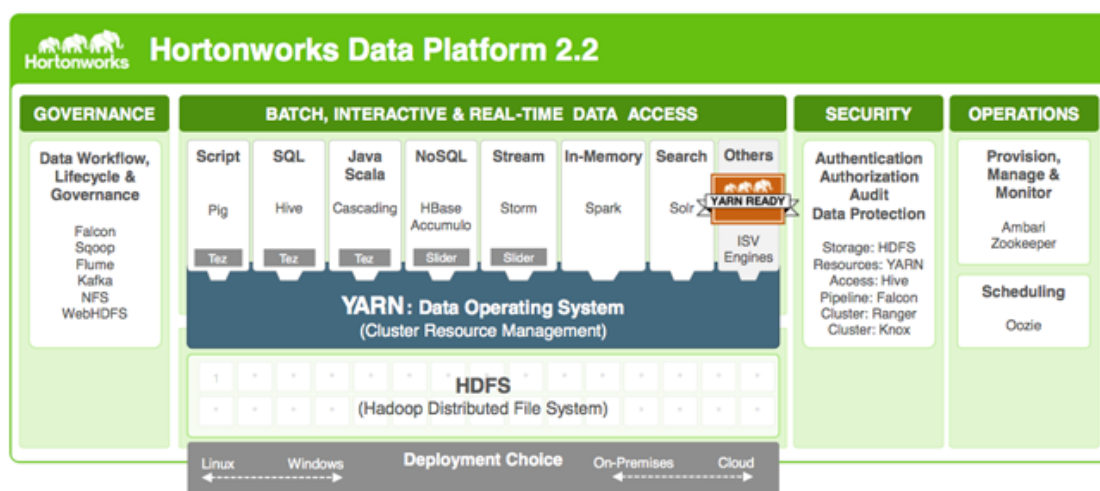 Hortonworks
Hortonworks Data Platform 2.2
GOVERNANCE
Data Workflow,
Lifecycle &
Governance
Falcon
Sqoop
Flume
Kafka
NFS
WebHDFS
BATCH, INTERACTIVE & REAL-TIME DATA ACCESS
Script
Pig
Tez
SQL
Hive
Tez
Java
Scala
Cascading
Tez
NoSQL
HBase
Accumulo
Slider
Stream
Storm
Slider
In-Memory
Spark
Search
Solr
Others
YARN READY
ISV
Engines
YARN : Data Operating System
(Cluster Resource Management)
1
HDFS
(Hadoop Distributed File System)
Deployment Choice
Linux
Windows
On-Premises
Cloud
SECURITY
Authentication
Authorization
Audit
Data Protection
Storage: HDFS
Resources: YARN
Access: Hive
Pipeline: Falcon
Cluster: Ranger
Cluster: Knox
OPERATIONS
Provision,
Manage &
Monitor
Ambari
Zookeeper
Scheduling
Oozie